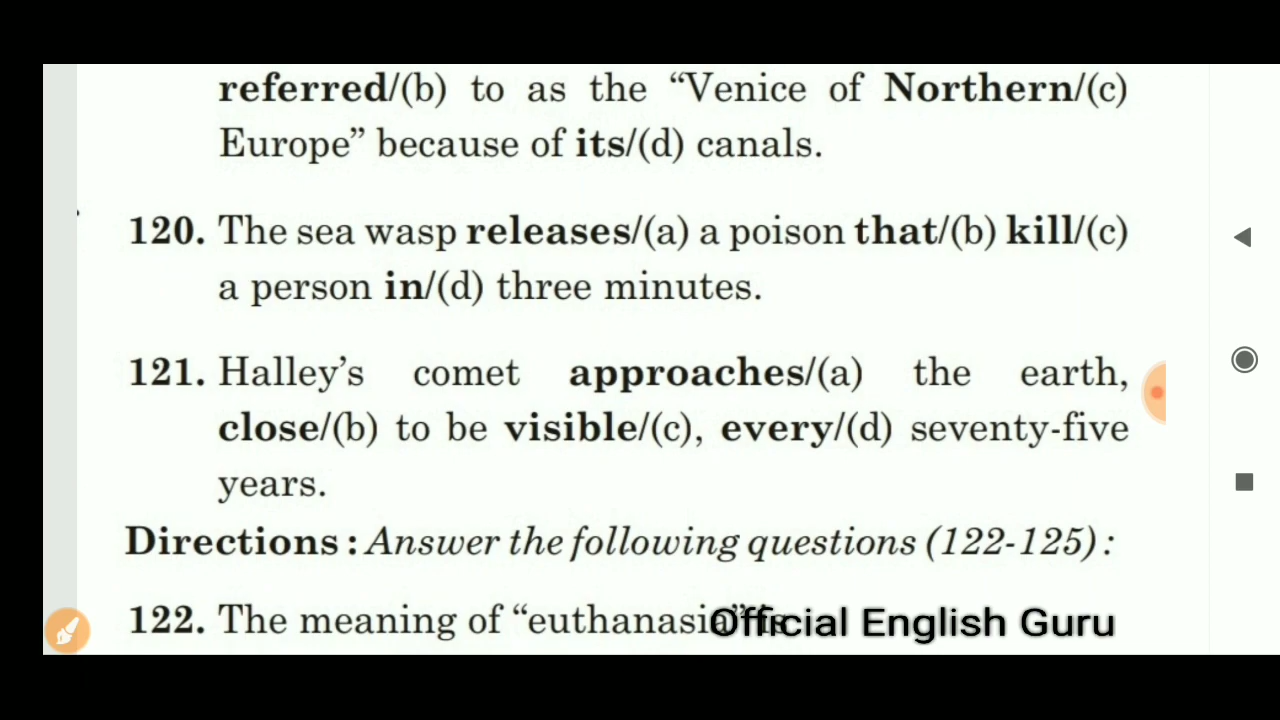 referred/(b) to as the “Venice of Northern/(c)
Europe” because of its/(d) canals.
120. The sea wasp releases/(a) a poison that/(b) kill/(c)
a person in/(d) three minutes.
121. Halley’s comet approaches/(a) the earth,
close/(b) to be visible/(c), every/(d) seventy-five
years.
Directions : Answer the following questions (122-125) :
122. The meaning of “euthanasia” is
Official English Guru